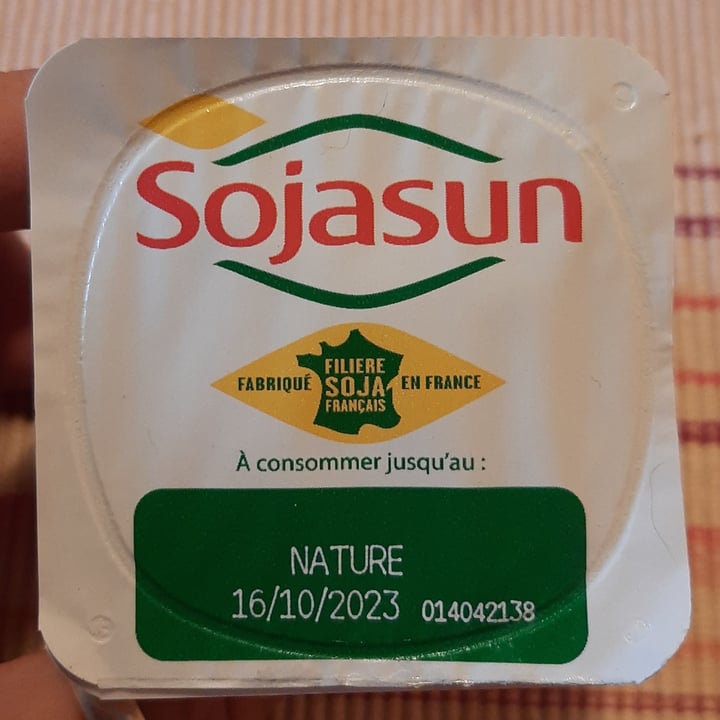 Sojasun
FABRIQUÉ FILIERE SOJA FRANÇAIS EN FRANCE
À consommer jusqu'au :
NATURE
16/10/2023 014042138